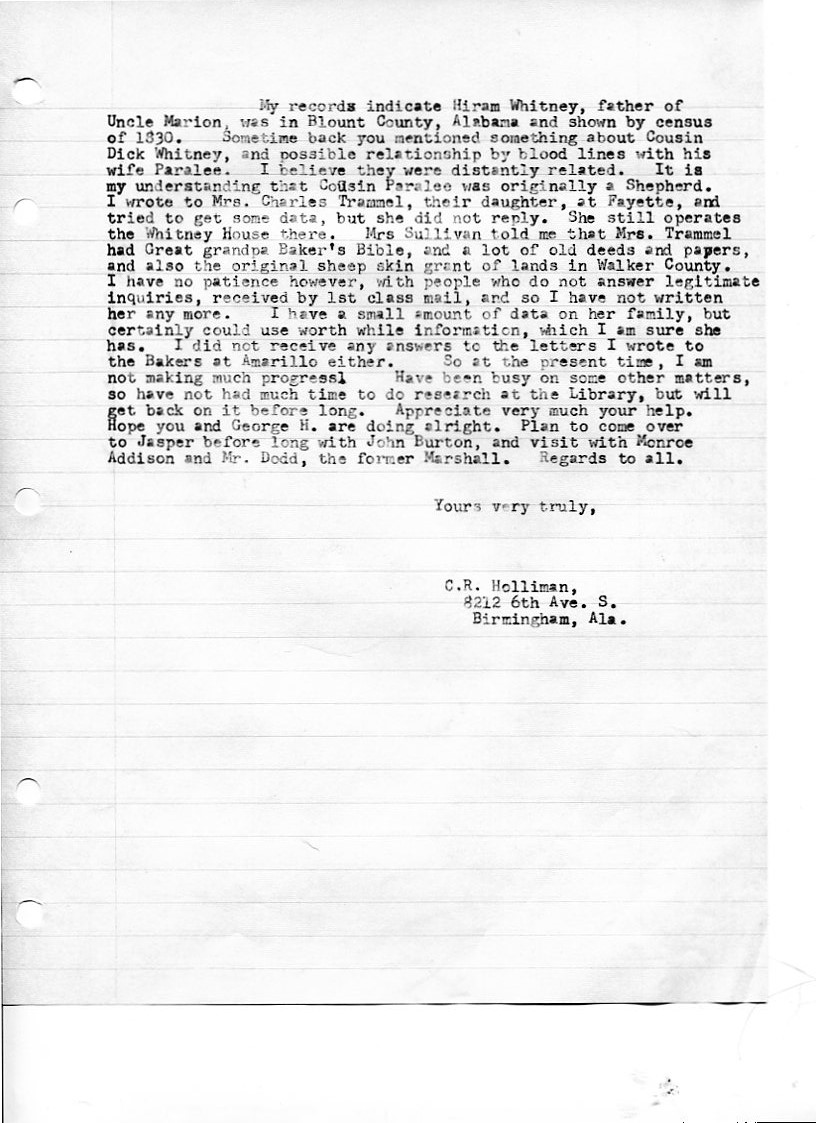 My records indicate Hiram Whitney, father of
Uncle Marion, was in Blount County, Alabama and shown by census
of 1830. Sometime back you mentioned something about Cousin
Dick Whitney, and possible relationship by blood lines with his
wife Paralee. I believe they were distantly related. It is
my understanding that Cousin Paralee was originally a Shepherd.
I wrote to Mrs. Charles Trammel, their daughter, at Fayette, and
tried to get some data, but she did not reply. She still operates
the Whitney House there. Mrs Sullivan told me that Mrs. Trammel
had Great grandpa Baker's Bible, and a lot of old deeds and papers,
and also the original sheep skin grant of lands in Walker County.
I have no patience however, with people who do not answer legitimate
inquiries, received by 1st class mail, and so I have not written
her any more. I have a small amount of data on her family, but
certainly could use worth while information, which I am sure she
has. I did not receive any answers to the letters I wrote to
the Bakers at Amarillo either. So at the present time, I am
not making much progressl Have been busy on some other matters,
so have not had much time to do research at the Library, but will
get back on it before long. Appreciate very much your help.
Hope you and George H. are doing alright. Plan to come over
to Jasper before long with John Burton, and visit with Monroe
Addison and Mr. Dodd, the former Marshall. Regards to all.
Yours very truly,
C.R. Holliman,
8212 6th Ave. S.
Birmingham, Ala.